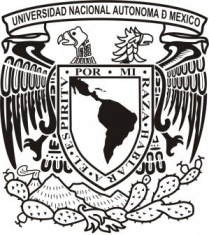 UNIVERSIDAD NACIONAL AUTONOMA D MEXICO
POR · MI
RAZA HABLARA
EL ESPIRITU